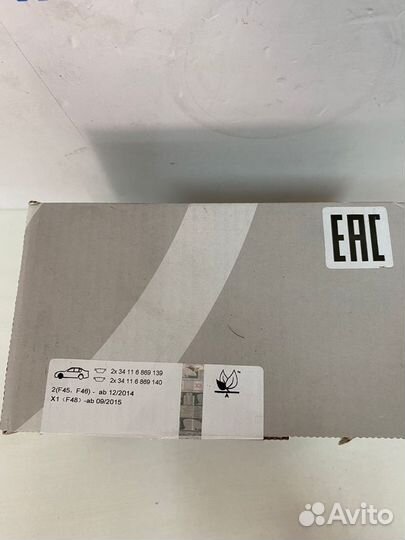 EAC
2x 34 11 6 869 139
2x 34 11 6 869 140
2(F45, F46) - ab 12/2014
X1 (F48) -ab 09/2015
TM
Avito